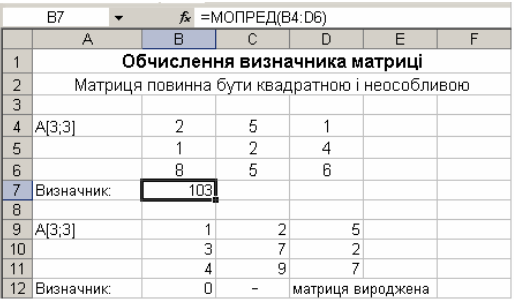 B7 fx =МОПРЕД(B4:D6)
A B C D E F
1 Обчислення визначника матриці
2 Матриця повинна бути квадратною і неособливою
3
4 A[3;3] 2 5 1
5 1 2 4
6 8 5 6
7 Визначник: 103
8
9 A[3;3] 1 2 5
10 3 7 2
11 4 9 7
12 Визначник: 0 – матриця вироджена